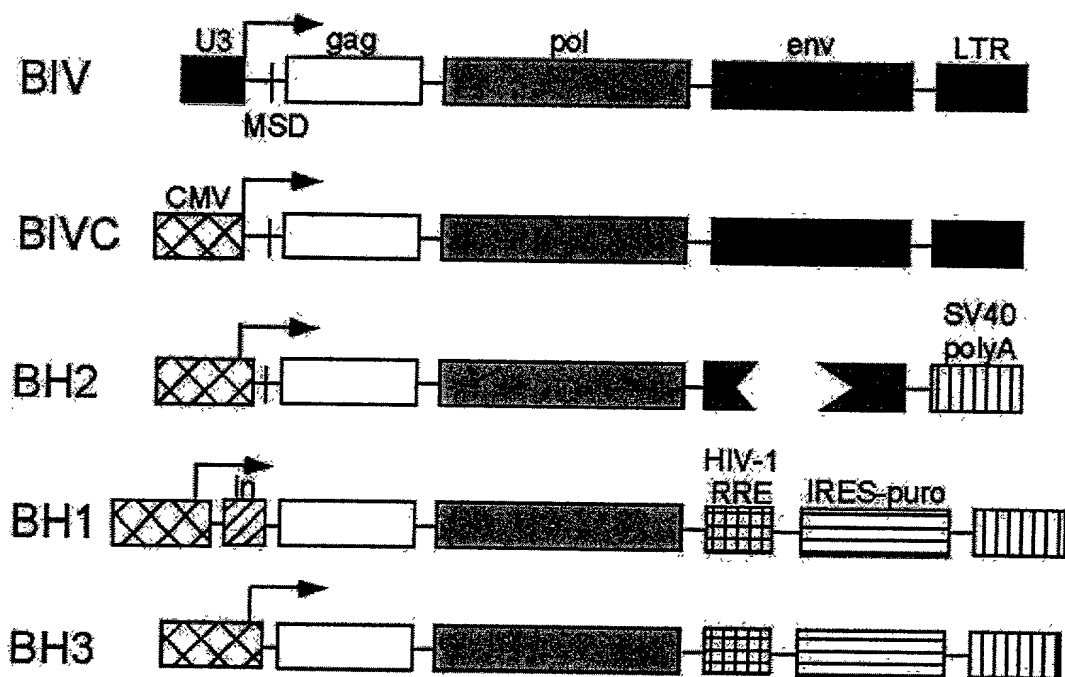 U3 gag pol env LTR
BIV
MSD
CMV
BIVC
SV40
polyA
BH2
in HIV-1
RRE IRES-puro
BH1
BH3